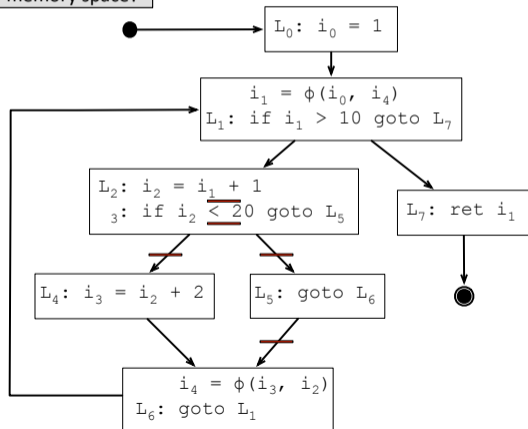 memory space?
L₀: i₀ = 1
i₁ = ϕ(i₀, i₄)
L₁: if i₁ > 10 goto L₇
L₂: i₂ = i₁ + 1
3: if i₂ < 20 goto L₅
L₇: ret i₁
L₄: i₃ = i₂ + 2
L₅: goto L₆
i₄ = ϕ(i₃, i₂)
L₆: goto L₁